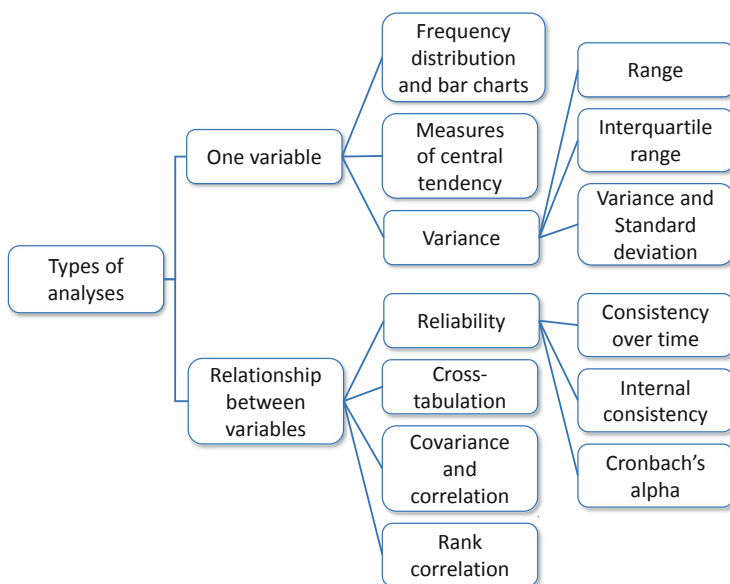 Types of
analyses
One variable
Frequency
distribution
and bar charts
Measures
of central
tendency
Variance
Range
Interquartile
range
Variance and
Standard
deviation
Relationship
between
variables
Reliability
Consistency
over time
Internal
consistency
Cronbach’s
alpha
Cross-
tabulation
Covariance
and
correlation
Rank
correlation